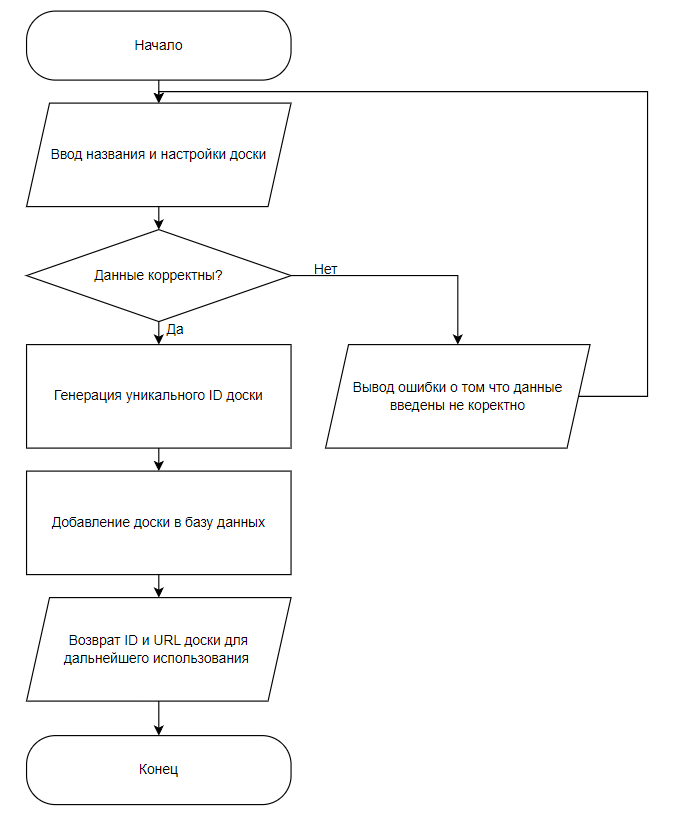 Начало
Ввод названия и настройки доски
Данные корректны?
Нет
Да
Генерация уникального ID доски
Вывод ошибки о том что данные
введены не коректно
Добавление доски в базу данных
Возврат ID и URL доски для
дальнейшего использования
Конец